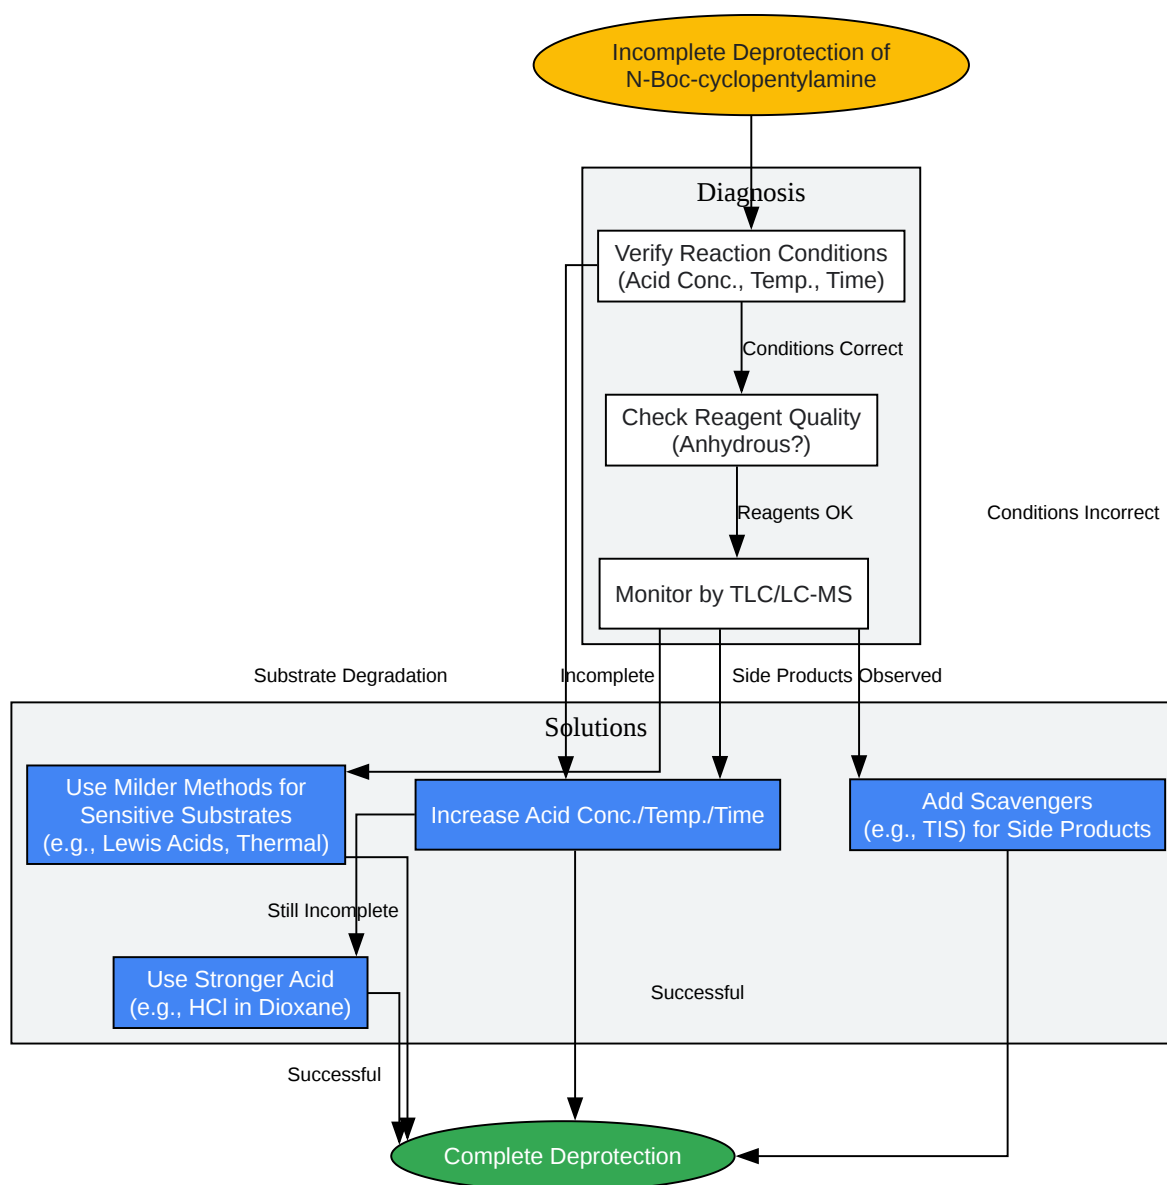 Incomplete Deprotection of
N-Boc-cyclopentylamine
Diagnosis
Verify Reaction Conditions
(Acid Conc., Temp., Time)
Conditions Correct
Check Reagent Quality
(Anhydrous?)
Reagents OK
Conditions Incorrect
Monitor by TLC/LC-MS
Substrate Degradation
Incomplete
Side Products Observed
Solutions
Use Milder Methods for
Sensitive Substrates
(e.g., Lewis Acids, Thermal)
Increase Acid Conc./Temp./Time
Add Scavengers
(e.g., TIS) for Side Products
Still Incomplete
Use Stronger Acid
(e.g., HCl in Dioxane)
Successful
Successful
Complete Deprotection